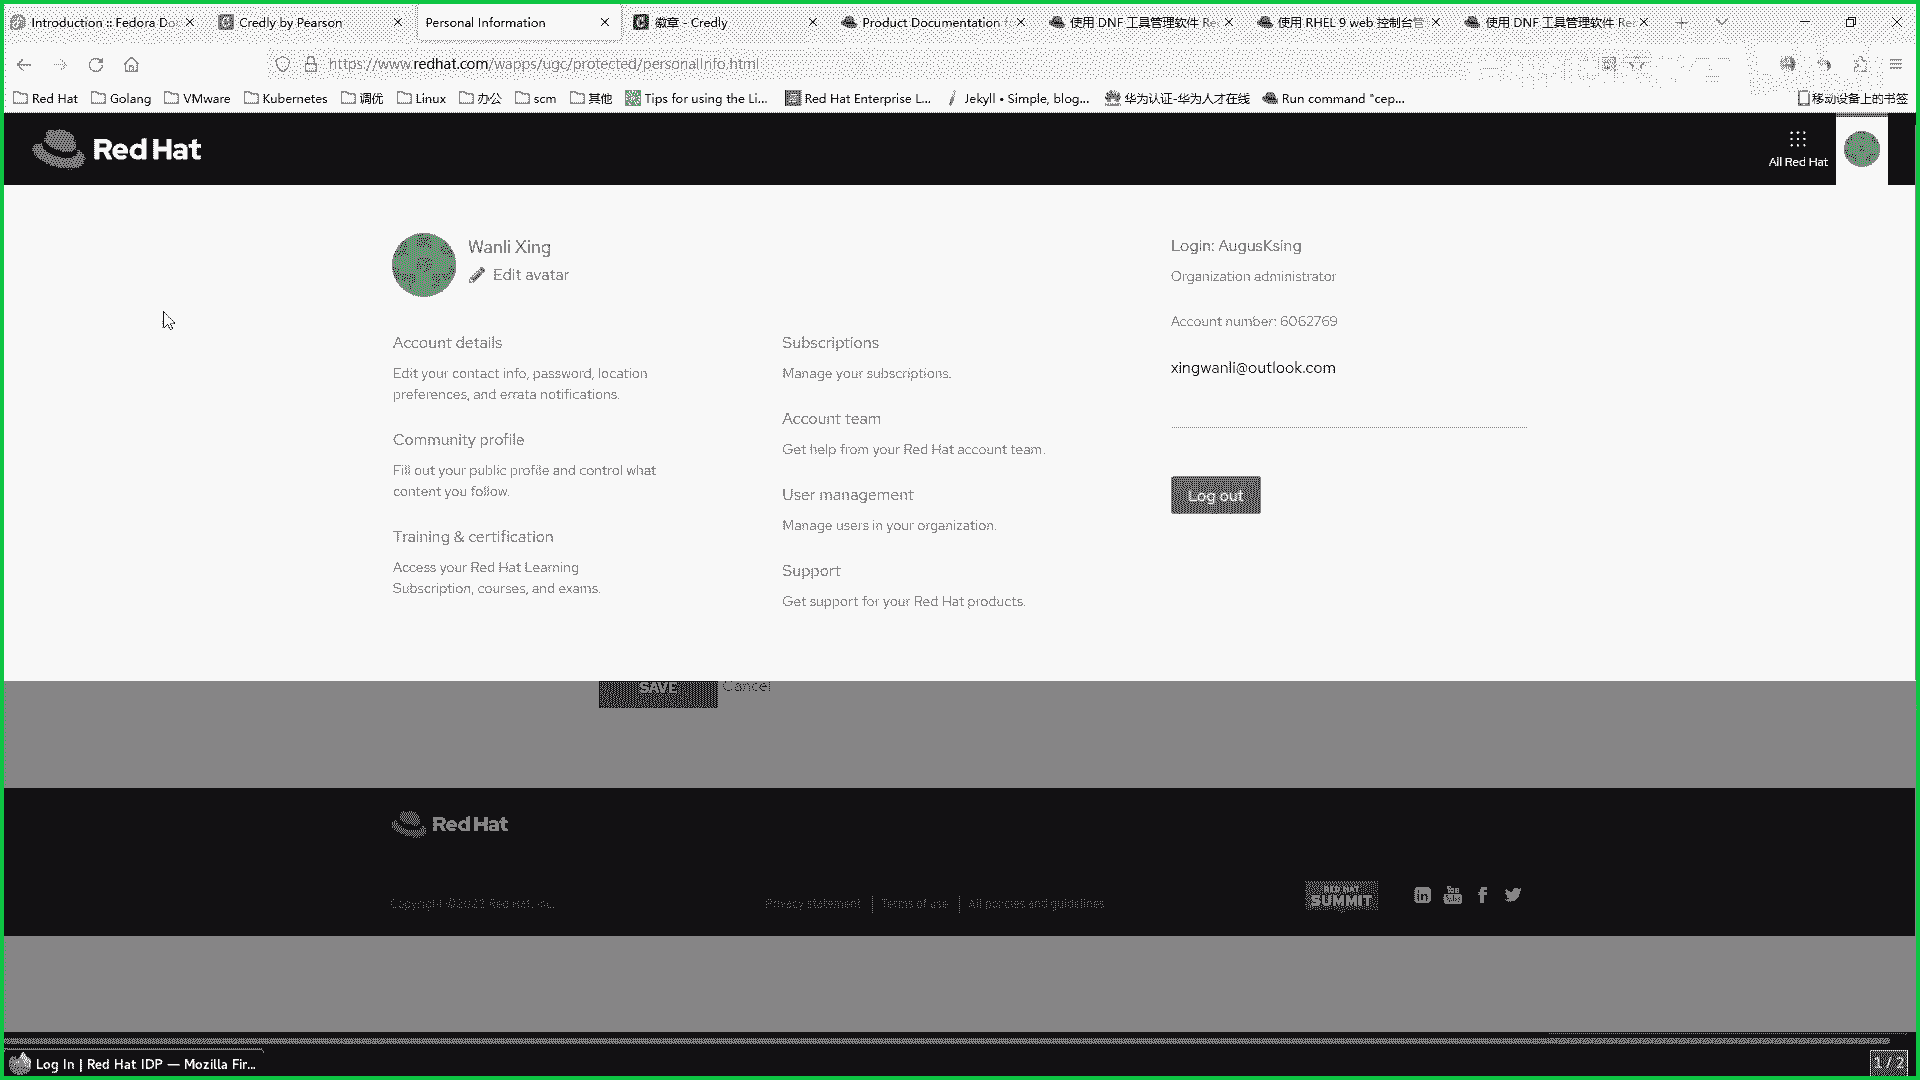 Introduction :: Fedora Do
Credly by Pearson
Personal Information
徽章 - Credly
Product Documentation f
使用 DNF 工具管理软件 Re
使用 RHEL 9 web 控制台管
使用 DNF 工具管理软件 Re
https://www.redhat.com/wapps/ugc/protected/personalInfo.html
Red Hat
Golang
VMware
Kubernetes
调优
Linux
办公
scm
其他
Tips for using the Li...
Red Hat Enterprise L...
Jekyll • Simple, blog...
华为认证-华为人才在线
Run command "cep...
移动设备上的书签
Red Hat
All Red Hat
Wanli Xing
Edit avatar
Account details
Edit your contact info, password, location
preferences, and errata notifications.
Community profile
Fill out your public profile and control what
content you follow.
Training & certification
Access your Red Hat Learning
Subscription, courses, and exams.
Subscriptions
Manage your subscriptions.
Account team
Get help from your Red Hat account team.
User management
Manage users in your organization.
Support
Get support for your Red Hat products.
Login: AugusKsing
Organization administrator
Account number: 6062769
xingwanli@outlook.com
Log out
SAVE
Cancel
Red Hat
Privacy statement
Terms of use
All policies and guidelines
RED HAT
SUMMIT
Log In | Red Hat IDP — Mozilla Fir...
1 / 2